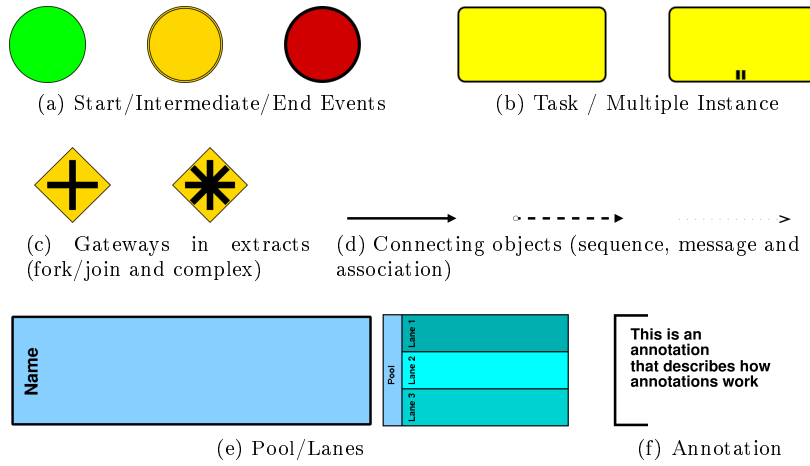 (a) Start/Intermediate/End Events
(b) Task / Multiple Instance
(c) Gateways in extracts
(fork/join and complex)
(d) Connecting objects (sequence, message and
association)
Name
Pool
Lane 1
Lane 2
Lane 3
This is an
annotation
that describes how
annotations work
(e) Pool/Lanes
(f) Annotation